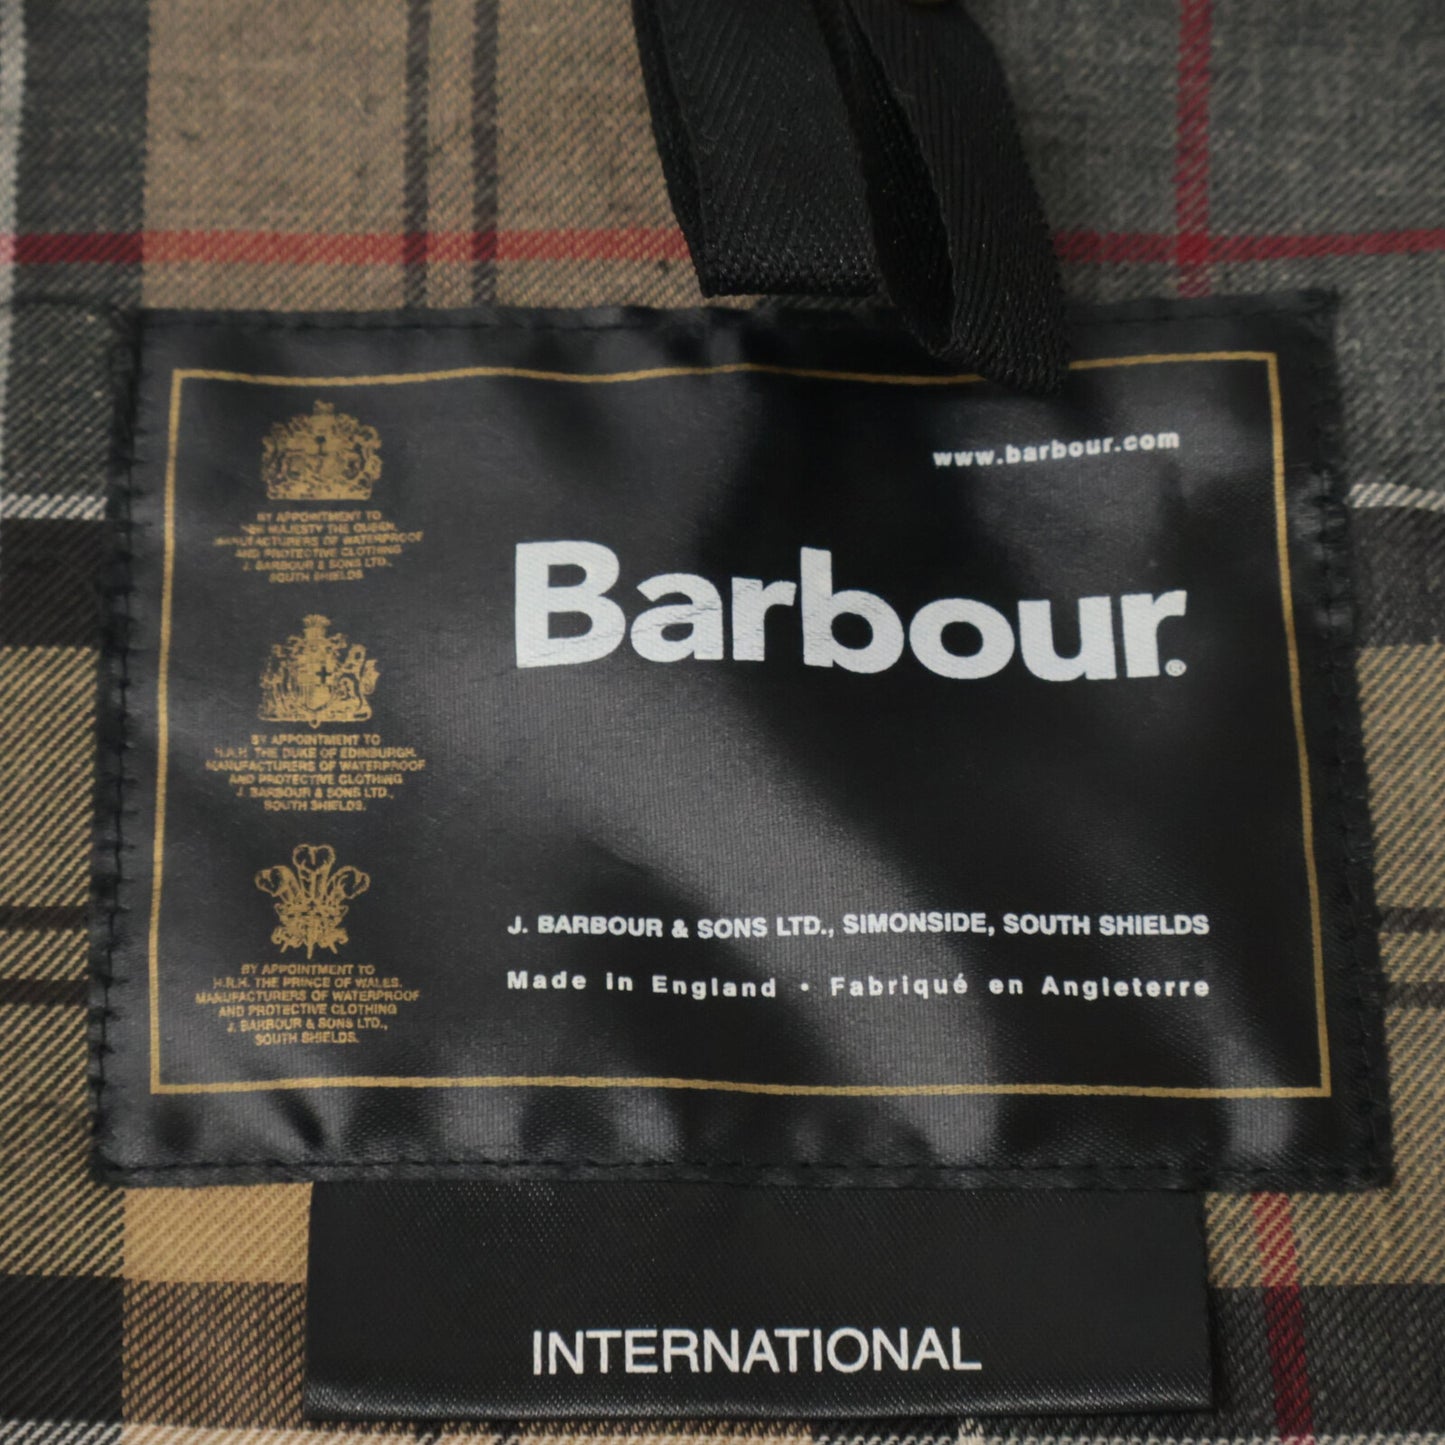 www.barbour.com
BY APPOINTMENT TO
HER MAJESTY THE QUEEN,
MANUFACTURERS OF WATERPROOF
AND PROTECTIVE CLOTHING
J. BARBOUR & SONS LTD.,
SOUTH SHIELDS.
BY APPOINTMENT TO
H.R.H. THE DUKE OF EDINBURGH.
MANUFACTURERS OF WATERPROOF
AND PROTECTIVE CLOTHING
J. BARBOUR & SONS LTD.,
SOUTH SHIELDS.
BY APPOINTMENT TO
H.R.H. THE PRINCE OF WALES.
MANUFACTURERS OF WATERPROOF
AND PROTECTIVE CLOTHING
J. BARBOUR & SONS LTD.,
SOUTH SHIELDS.
Barbour®
J. BARBOUR & SONS LTD., SIMONSIDE, SOUTH SHIELDS
Made in England • Fabriqué en Angleterre
INTERNATIONAL